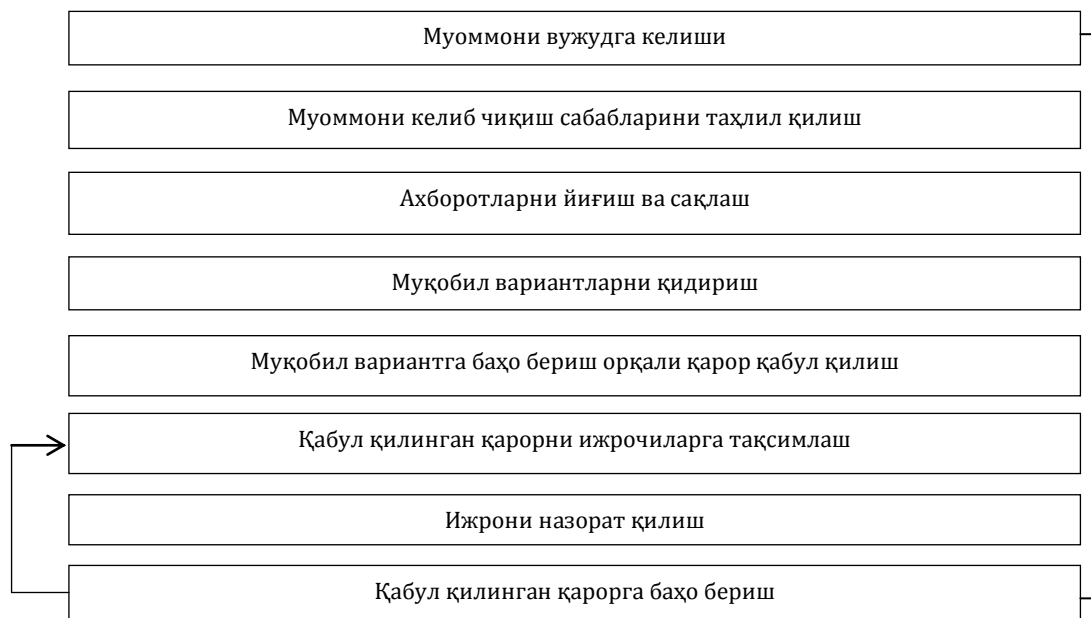 Муоммони вужудга келиши
Муоммони келиб чиқиш сабабларини таҳлил қилиш
Ахборотларни йиғиш ва сақлаш
Муқобил вариантларни қидириш
Муқобил вариантга баҳо бериш орқали қарор қабул қилиш
Қабул қилинган қарорни ижрочиларга тақсимлаш
Ижрони назорат қилиш
Қабул қилинган қарорга баҳо бериш